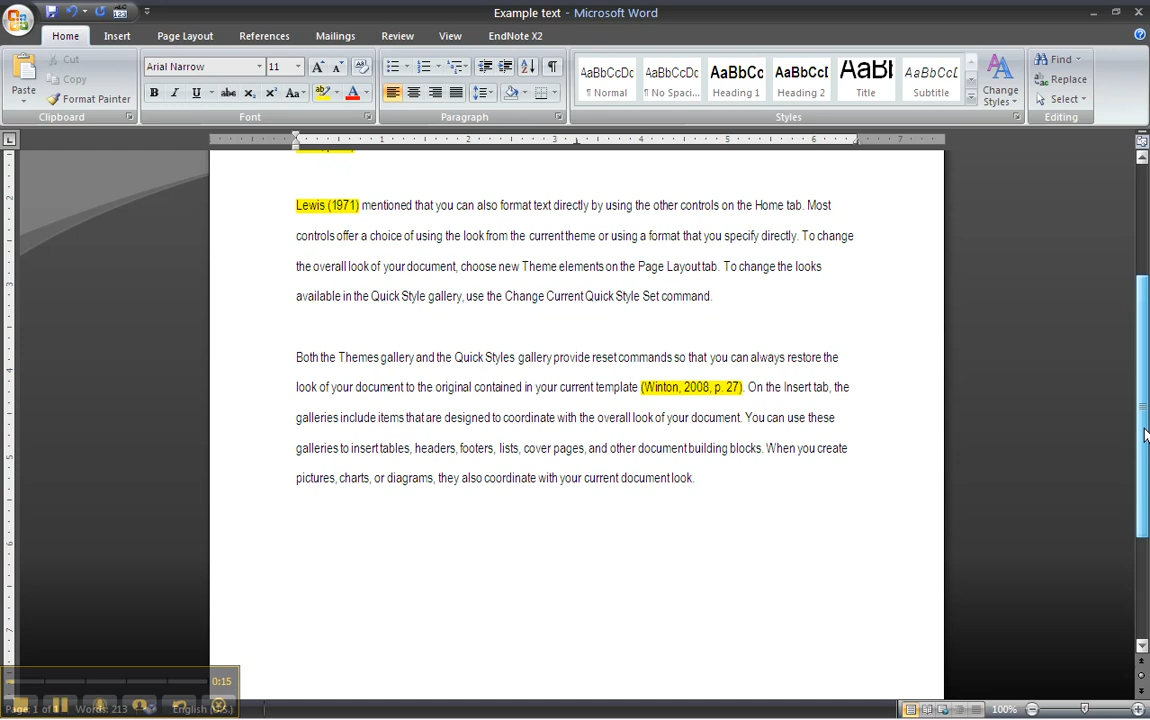 Example text - Microsoft Word
Home Insert Page Layout References Mailings Review View EndNote X2
Paste Cut Copy Format Painter Clipboard
Arial Narrow 11 Font
Paragraph
AaBbCcDc AaBbCcDc AaBbCc AaBbCcI AaBI AaBbCcL
¶ Normal ¶ No Spaci... Heading 1 Heading 2 Title Subtitle
Change Styles Styles
Find Replace Select Editing
Lewis (1971) mentioned that you can also format text directly by using the other controls on the Home tab. Most
controls offer a choice of using the look from the current theme or using a format that you specify directly. To change
the overall look of your document, choose new Theme elements on the Page Layout tab. To change the looks
available in the Quick Style gallery, use the Change Current Quick Style Set command.
Both the Themes gallery and the Quick Styles gallery provide reset commands so that you can always restore the
look of your document to the original contained in your current template (Winton, 2008, p. 27). On the Insert tab, the
galleries include items that are designed to coordinate with the overall look of your document. You can use these
galleries to insert tables, headers, footers, lists, cover pages, and other document building blocks. When you create
pictures, charts, or diagrams, they also coordinate with your current document look.
0:15
Page: 1 of 1 Words: 213 English (U.S.) 100%